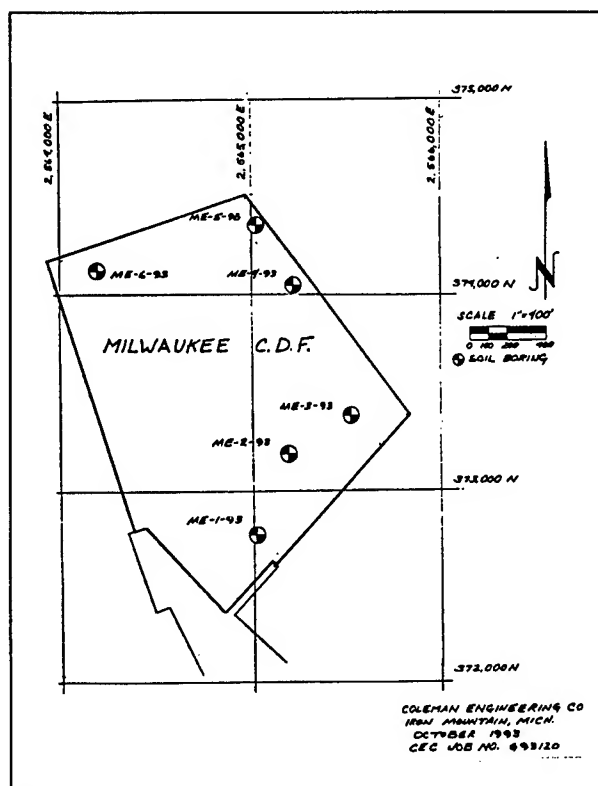 375,000 N
2,564,000 E
2,565,000 E
2,566,000 E
ME-5-93
ME-6-93
ME-4-93
374,000 N
N
SCALE 1"=400'
0 100 200 400
SOIL BORING
MILWAUKEE C.D.F.
ME-3-93
ME-2-93
373,000 N
ME-1-93
372,000 N
COLEMAN ENGINEERING CO
IRON MOUNTAIN, MICH.
OCTOBER 1993
CEC JOB NO. 693120